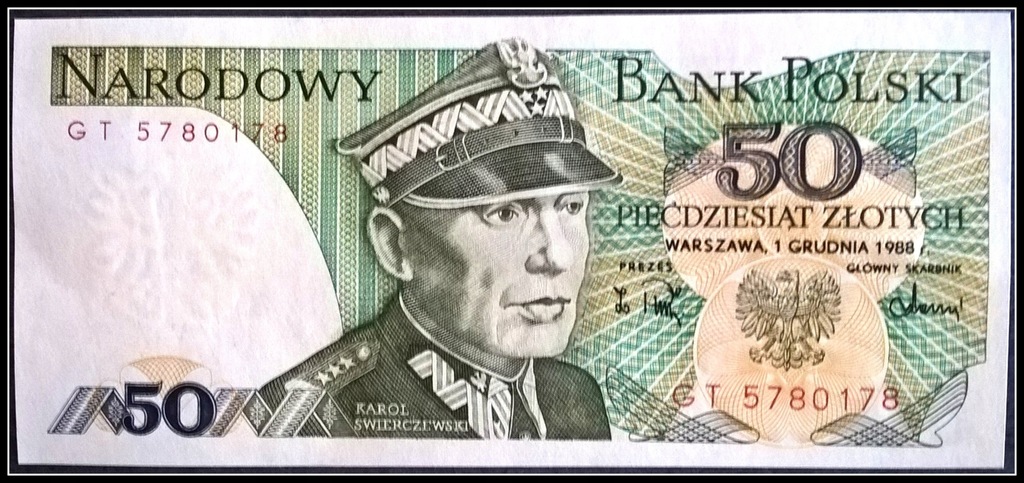 NARODOWY BANK POLSKI
GT 5780178
50
PIĘĆDZIESIĄT ZŁOTYCH
WARSZAWA, 1 GRUDNIA 1988 r.
PREZES GŁÓWNY SKARBNIK
GT 5780178
50
KAROL
ŚWIERCZEWSKI